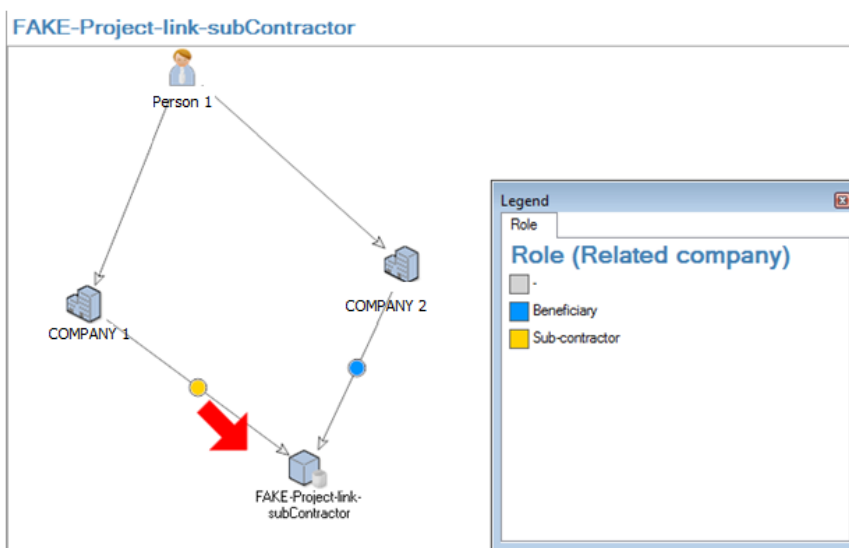 FAKE-Project-link-subContractor
Person 1
COMPANY 1
COMPANY 2
FAKE-Project-link-
subContractor
Legend
Role
Role (Related company)
-
Beneficiary
Sub-contractor